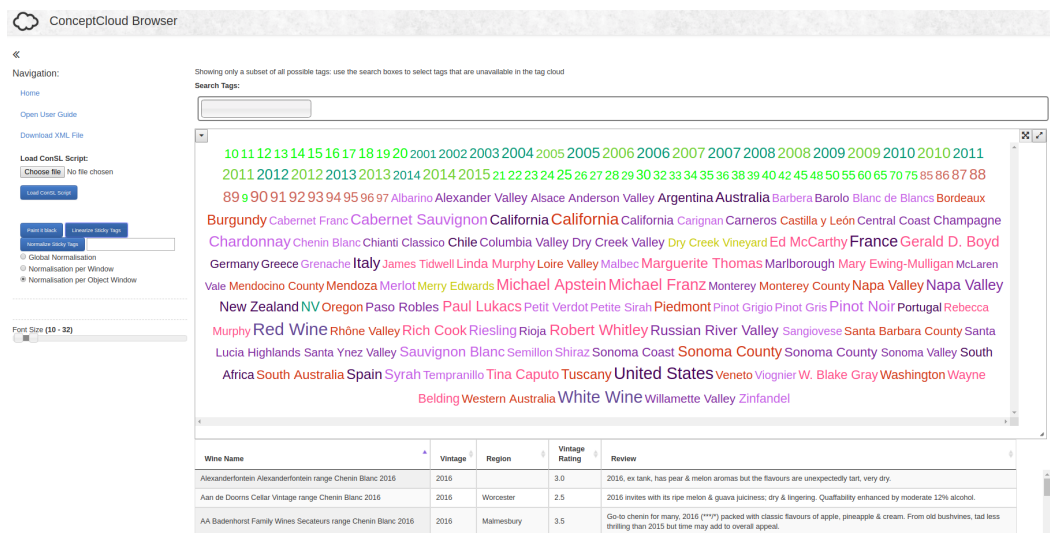 ConceptCloud Browser
«
Navigation:
Home
Open User Guide
Download XML File
Load ConSL Script:
Choose file No file chosen
Load ConSL Script
Paint it black Linearize Sticky Tags
Normalize Sticky Tags
Global Normalisation
Normalisation per Window
Normalisation per Object Window
Font Size (10 - 32)
Showing only a subset of all possible tags: use the search boxes to select tags that are unavailable in the tag cloud
Search Tags:
10 11 12 13 14 15 16 17 18 19 20 2001 2002 2003 2004 2005 2005 2006 2006 2007 2007 2008 2008 2009 2009 2010 2010 2011
2011 2012 2012 2013 2013 2014 2014 2015 21 22 23 24 25 26 27 28 29 30 32 33 34 35 36 38 39 40 42 45 48 50 55 60 65 70 75 85 86 87 88
89 9 90 91 92 93 94 95 96 97 Albarino Alexander Valley Alsace Anderson Valley Argentina Australia Barbera Barolo Blanc de Blancs Bordeaux
Burgundy Cabernet Franc Cabernet Sauvignon California California California Carignan Carneros Castilla y León Central Coast Champagne
Chardonnay Chenin Blanc Chianti Classico Chile Columbia Valley Dry Creek Valley Dry Creek Vineyard Ed McCarthy France Gerald D. Boyd
Germany Greece Grenache Italy James Tidwell Linda Murphy Loire Valley Malbec Marguerite Thomas Marlborough Mary Ewing-Mulligan McLaren
Vale Mendocino County Mendoza Merlot Merry Edwards Michael Apstein Michael Franz Monterey Monterey County Napa Valley Napa Valley
New Zealand NV Oregon Paso Robles Paul Lukacs Petit Verdot Petite Sirah Piedmont Pinot Grigio Pinot Gris Pinot Noir Portugal Rebecca
Murphy Red Wine Rhône Valley Rich Cook Riesling Rioja Robert Whitley Russian River Valley Sangiovese Santa Barbara County Santa
Lucia Highlands Santa Ynez Valley Sauvignon Blanc Semillon Shiraz Sonoma Coast Sonoma County Sonoma County Sonoma Valley South
Africa South Australia Spain Syrah Tempranillo Tina Caputo Tuscany United States Veneto Viognier W. Blake Gray Washington Wayne
Belding Western Australia White Wine Willamette Valley Zinfandel
Wine Name Vintage Region Vintage Rating Review
Alexanderfontein Alexanderfontein range Chenin Blanc 2016 2016 3.0 2016, ex tank, has pear & melon aromas but the flavours are unexpectedly tart, very dry.
Aan de Doorns Cellar Vintage range Chenin Blanc 2016 2016 Worcester 2.5 2016 invites with its ripe melon & guava juiciness; dry & lingering. Quaffability enhanced by moderate 12% alcohol.
AA Badenhorst Family Wines Secateurs range Chenin Blanc 2016 2016 Malmesbury 3.5 Go-to chenin for many, 2016 (***/*) packed with classic flavours of apple, pineapple & cream. From old bushvines, tad less
thrilling than 2015 but time may add to overall appeal.